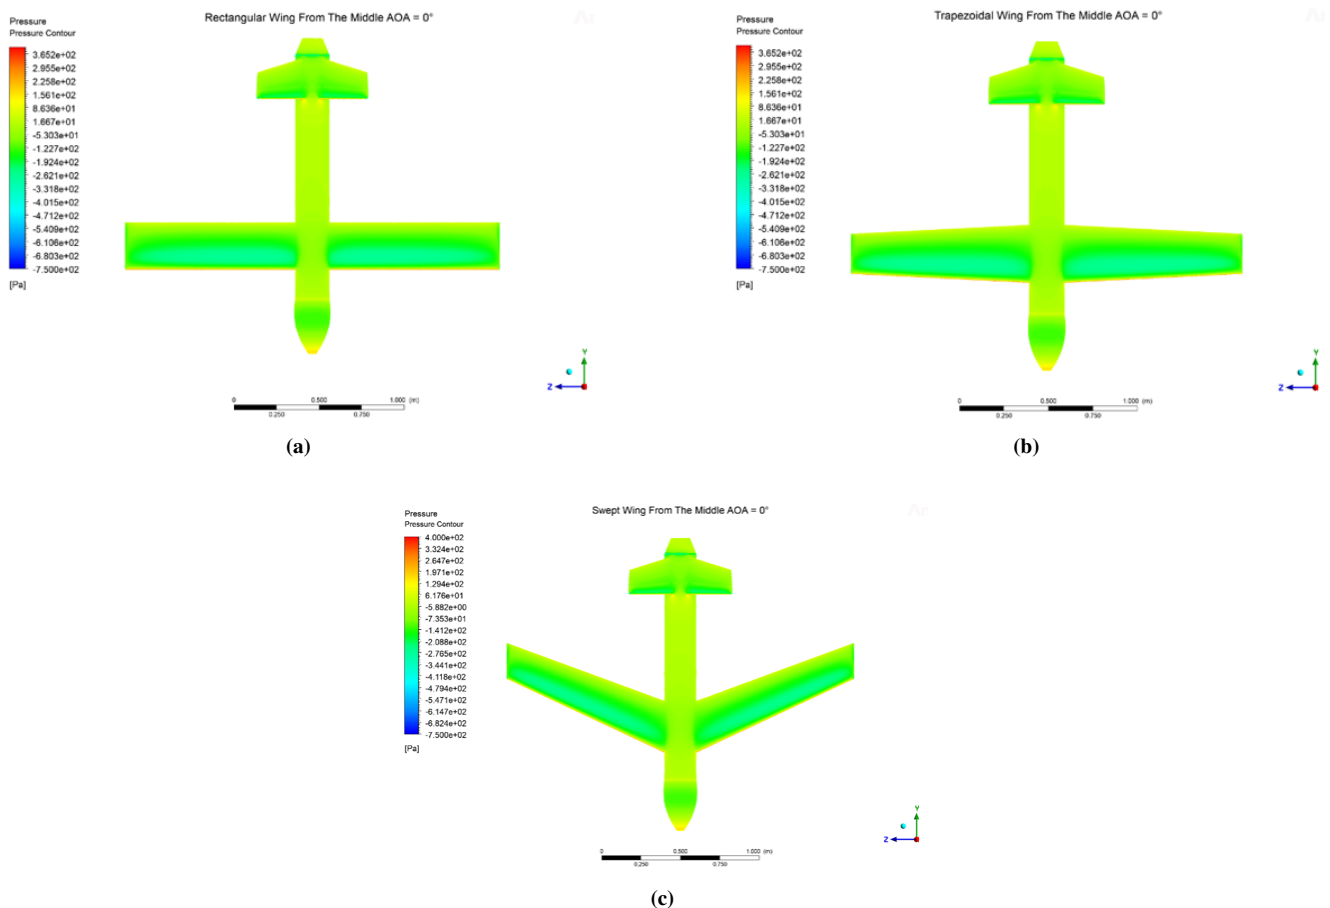 Rectangular Wing From The Middle AOA = 0°
Pressure
Pressure Contour
3.652e+02
2.955e+02
2.258e+02
1.561e+02
8.636e+01
1.667e+01
-5.303e+01
-1.227e+02
-1.924e+02
-2.621e+02
-3.318e+02
-4.015e+02
-4.712e+02
-5.409e+02
-6.106e+02
-6.803e+02
-7.500e+02
[Pa]
Y
Z
0 0.500 1.000 (m)
0.250 0.750
(a)
Trapezoidal Wing From The Middle AOA = 0°
Pressure
Pressure Contour
3.652e+02
2.955e+02
2.258e+02
1.561e+02
8.636e+01
1.667e+01
-5.303e+01
-1.227e+02
-1.924e+02
-2.621e+02
-3.318e+02
-4.015e+02
-4.712e+02
-5.409e+02
-6.106e+02
-6.803e+02
-7.500e+02
[Pa]
Y
Z
0 0.500 1.000 (m)
0.250 0.750
(b)
Swept Wing From The Middle AOA = 0°
Pressure
Pressure Contour
4.000e+02
3.324e+02
2.647e+02
1.971e+02
1.294e+02
6.176e+01
-5.882e+00
-7.353e+01
-1.412e+02
-2.088e+02
-2.765e+02
-3.441e+02
-4.118e+02
-4.794e+02
-5.471e+02
-6.147e+02
-6.824e+02
-7.500e+02
[Pa]
Y
Z
0 0.500 1.000 (m)
0.250 0.750
(c)